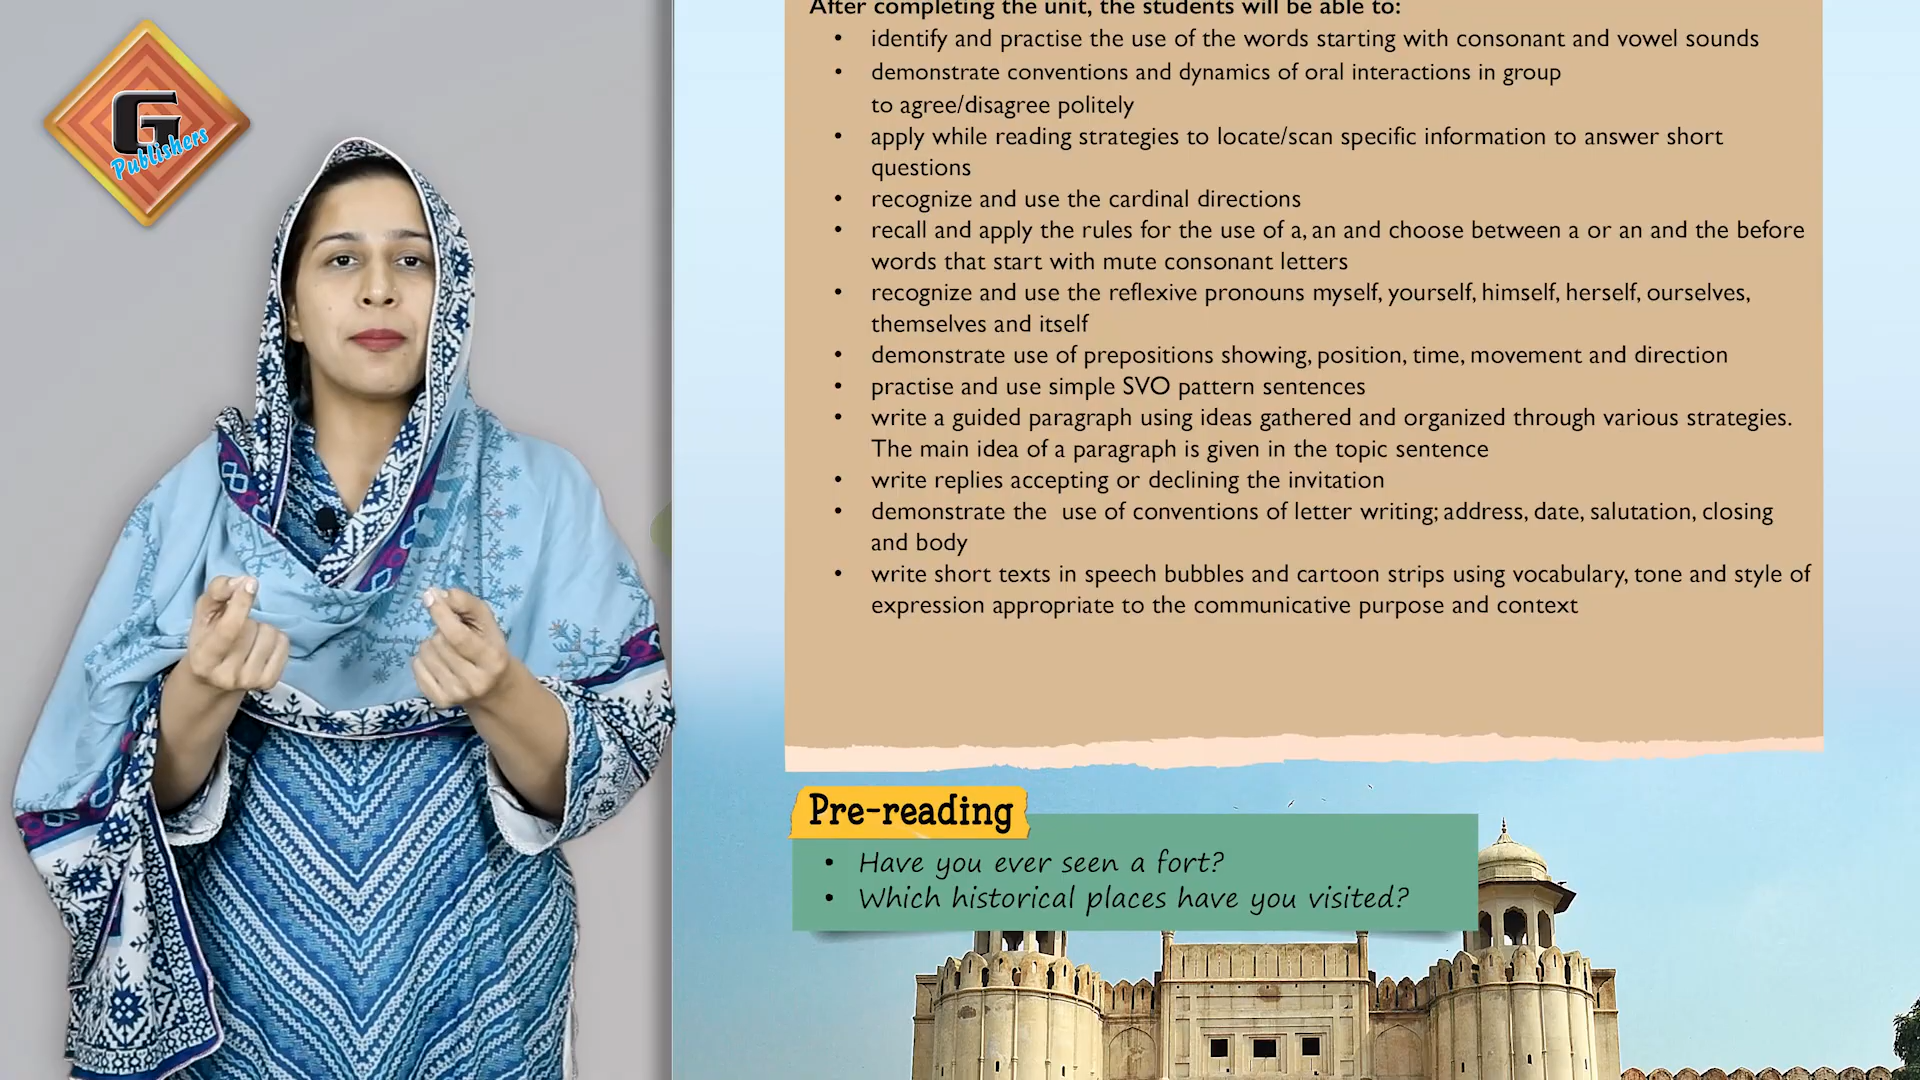 G
Publishers
After completing the unit, the students will be able to:
• identify and practise the use of the words starting with consonant and vowel sounds
• demonstrate conventions and dynamics of oral interactions in group
to agree/disagree politely
• apply while reading strategies to locate/scan specific information to answer short
questions
• recognize and use the cardinal directions
• recall and apply the rules for the use of a, an and choose between a or an and the before
words that start with mute consonant letters
• recognize and use the reflexive pronouns myself, yourself, himself, herself, ourselves,
themselves and itself
• demonstrate use of prepositions showing, position, time, movement and direction
• practise and use simple SVO pattern sentences
• write a guided paragraph using ideas gathered and organized through various strategies.
The main idea of a paragraph is given in the topic sentence
• write replies accepting or declining the invitation
• demonstrate the  use of conventions of letter writing; address, date, salutation, closing
and body
• write short texts in speech bubbles and cartoon strips using vocabulary, tone and style of
expression appropriate to the communicative purpose and context
Pre-reading
• Have you ever seen a fort?
• Which historical places have you visited?